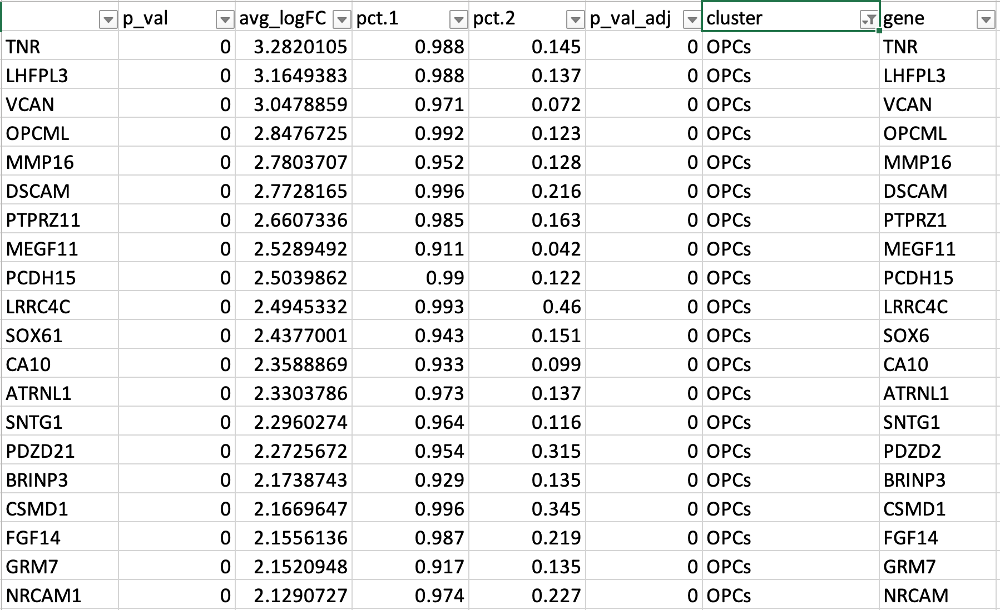 p_val avg_logFC pct.1 pct.2 p_val_adj cluster gene
TNR 0 3.2820105 0.988 0.145 0 OPCs TNR
LHFPL3 0 3.1649383 0.988 0.137 0 OPCs LHFPL3
VCAN 0 3.0478859 0.971 0.072 0 OPCs VCAN
OPCML 0 2.8476725 0.992 0.123 0 OPCs OPCML
MMP16 0 2.7803707 0.952 0.128 0 OPCs MMP16
DSCAM 0 2.7728165 0.996 0.216 0 OPCs DSCAM
PTPRZ11 0 2.6607336 0.985 0.163 0 OPCs PTPRZ1
MEGF11 0 2.5289492 0.911 0.042 0 OPCs MEGF11
PCDH15 0 2.5039862 0.99 0.122 0 OPCs PCDH15
LRRC4C 0 2.4945332 0.993 0.46 0 OPCs LRRC4C
SOX61 0 2.4377001 0.943 0.151 0 OPCs SOX6
CA10 0 2.3588869 0.933 0.099 0 OPCs CA10
ATRNL1 0 2.3303786 0.973 0.137 0 OPCs ATRNL1
SNTG1 0 2.2960274 0.964 0.116 0 OPCs SNTG1
PDZD21 0 2.2725672 0.954 0.315 0 OPCs PDZD2
BRINP3 0 2.1738743 0.929 0.135 0 OPCs BRINP3
CSMD1 0 2.1669647 0.996 0.345 0 OPCs CSMD1
FGF14 0 2.1556136 0.987 0.219 0 OPCs FGF14
GRM7 0 2.1520948 0.917 0.135 0 OPCs GRM7
NRCAM1 0 2.1290727 0.974 0.227 0 OPCs NRCAM